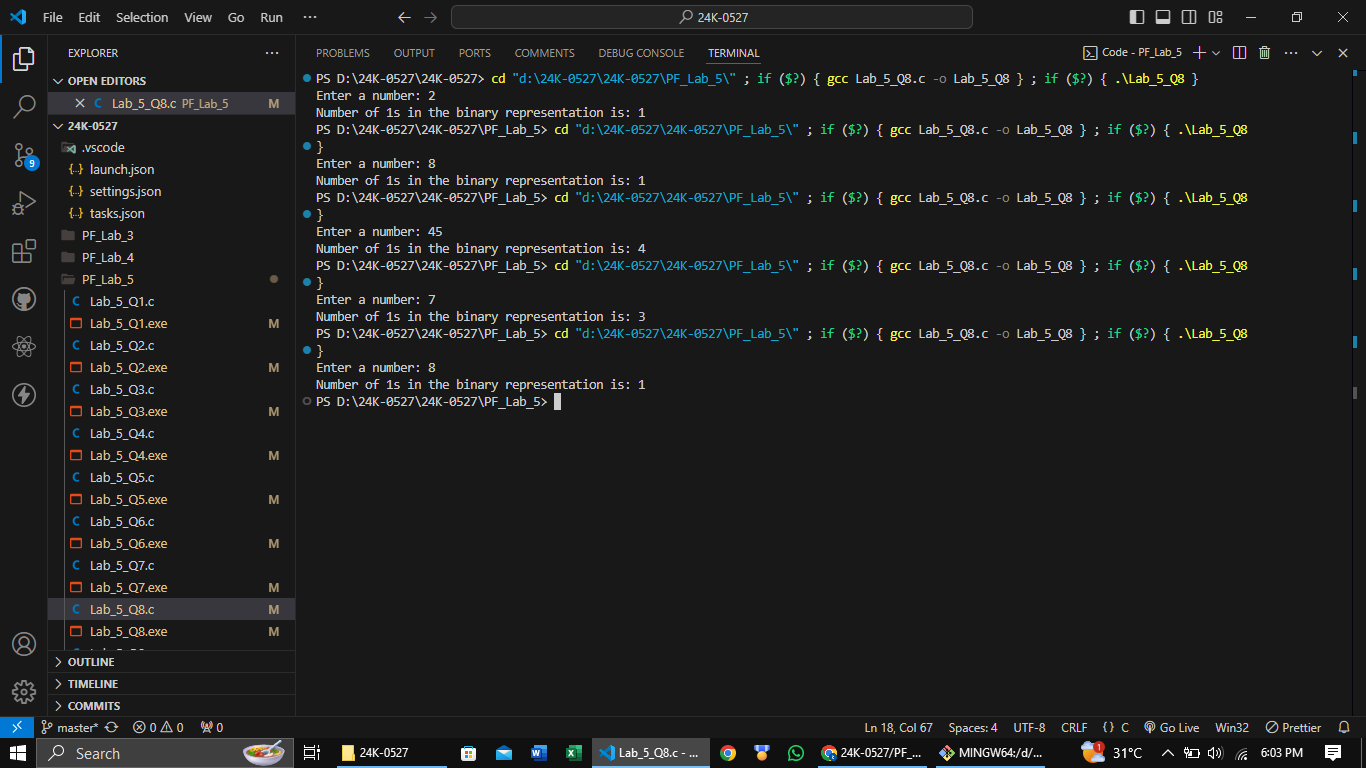 File Edit Selection View Go Run ··· 24K-0527
EXPLORER ···
OPEN EDITORS
Lab_5_Q8.c PF_Lab_5 M
24K-0527
.vscode
launch.json
settings.json
tasks.json
PF_Lab_3
PF_Lab_4
PF_Lab_5
Lab_5_Q1.c
Lab_5_Q1.exe M
Lab_5_Q2.c
Lab_5_Q2.exe M
Lab_5_Q3.c
Lab_5_Q3.exe M
Lab_5_Q4.c
Lab_5_Q4.exe M
Lab_5_Q5.c
Lab_5_Q5.exe M
Lab_5_Q6.c
Lab_5_Q6.exe M
Lab_5_Q7.c
Lab_5_Q7.exe M
Lab_5_Q8.c M
Lab_5_Q8.exe M
OUTLINE
TIMELINE
COMMITS
9
PROBLEMS OUTPUT PORTS COMMENTS DEBUG CONSOLE TERMINAL Code - PF_Lab_5 ···
PS D:\24K-0527\24K-0527> cd "d:\24K-0527\24K-0527\PF_Lab_5\" ; if ($?) { gcc Lab_5_Q8.c -o Lab_5_Q8 } ; if ($?) { .\Lab_5_Q8 }
Enter a number: 2
Number of 1s in the binary representation is: 1
PS D:\24K-0527\24K-0527\PF_Lab_5> cd "d:\24K-0527\24K-0527\PF_Lab_5\" ; if ($?) { gcc Lab_5_Q8.c -o Lab_5_Q8 } ; if ($?) { .\Lab_5_Q8
}
Enter a number: 8
Number of 1s in the binary representation is: 1
PS D:\24K-0527\24K-0527\PF_Lab_5> cd "d:\24K-0527\24K-0527\PF_Lab_5\" ; if ($?) { gcc Lab_5_Q8.c -o Lab_5_Q8 } ; if ($?) { .\Lab_5_Q8
}
Enter a number: 45
Number of 1s in the binary representation is: 4
PS D:\24K-0527\24K-0527\PF_Lab_5> cd "d:\24K-0527\24K-0527\PF_Lab_5\" ; if ($?) { gcc Lab_5_Q8.c -o Lab_5_Q8 } ; if ($?) { .\Lab_5_Q8
}
Enter a number: 7
Number of 1s in the binary representation is: 3
PS D:\24K-0527\24K-0527\PF_Lab_5> cd "d:\24K-0527\24K-0527\PF_Lab_5\" ; if ($?) { gcc Lab_5_Q8.c -o Lab_5_Q8 } ; if ($?) { .\Lab_5_Q8
}
Enter a number: 8
Number of 1s in the binary representation is: 1
PS D:\24K-0527\24K-0527\PF_Lab_5>
master* 0 0 0 Ln 18, Col 67 Spaces: 4 UTF-8 CRLF {} C Go Live Win32 Prettier
Search 24K-0527 Lab_5_Q8.c - ... 24K-0527/PF_... MINGW64:/d/... 1 31°C 6:03 PM